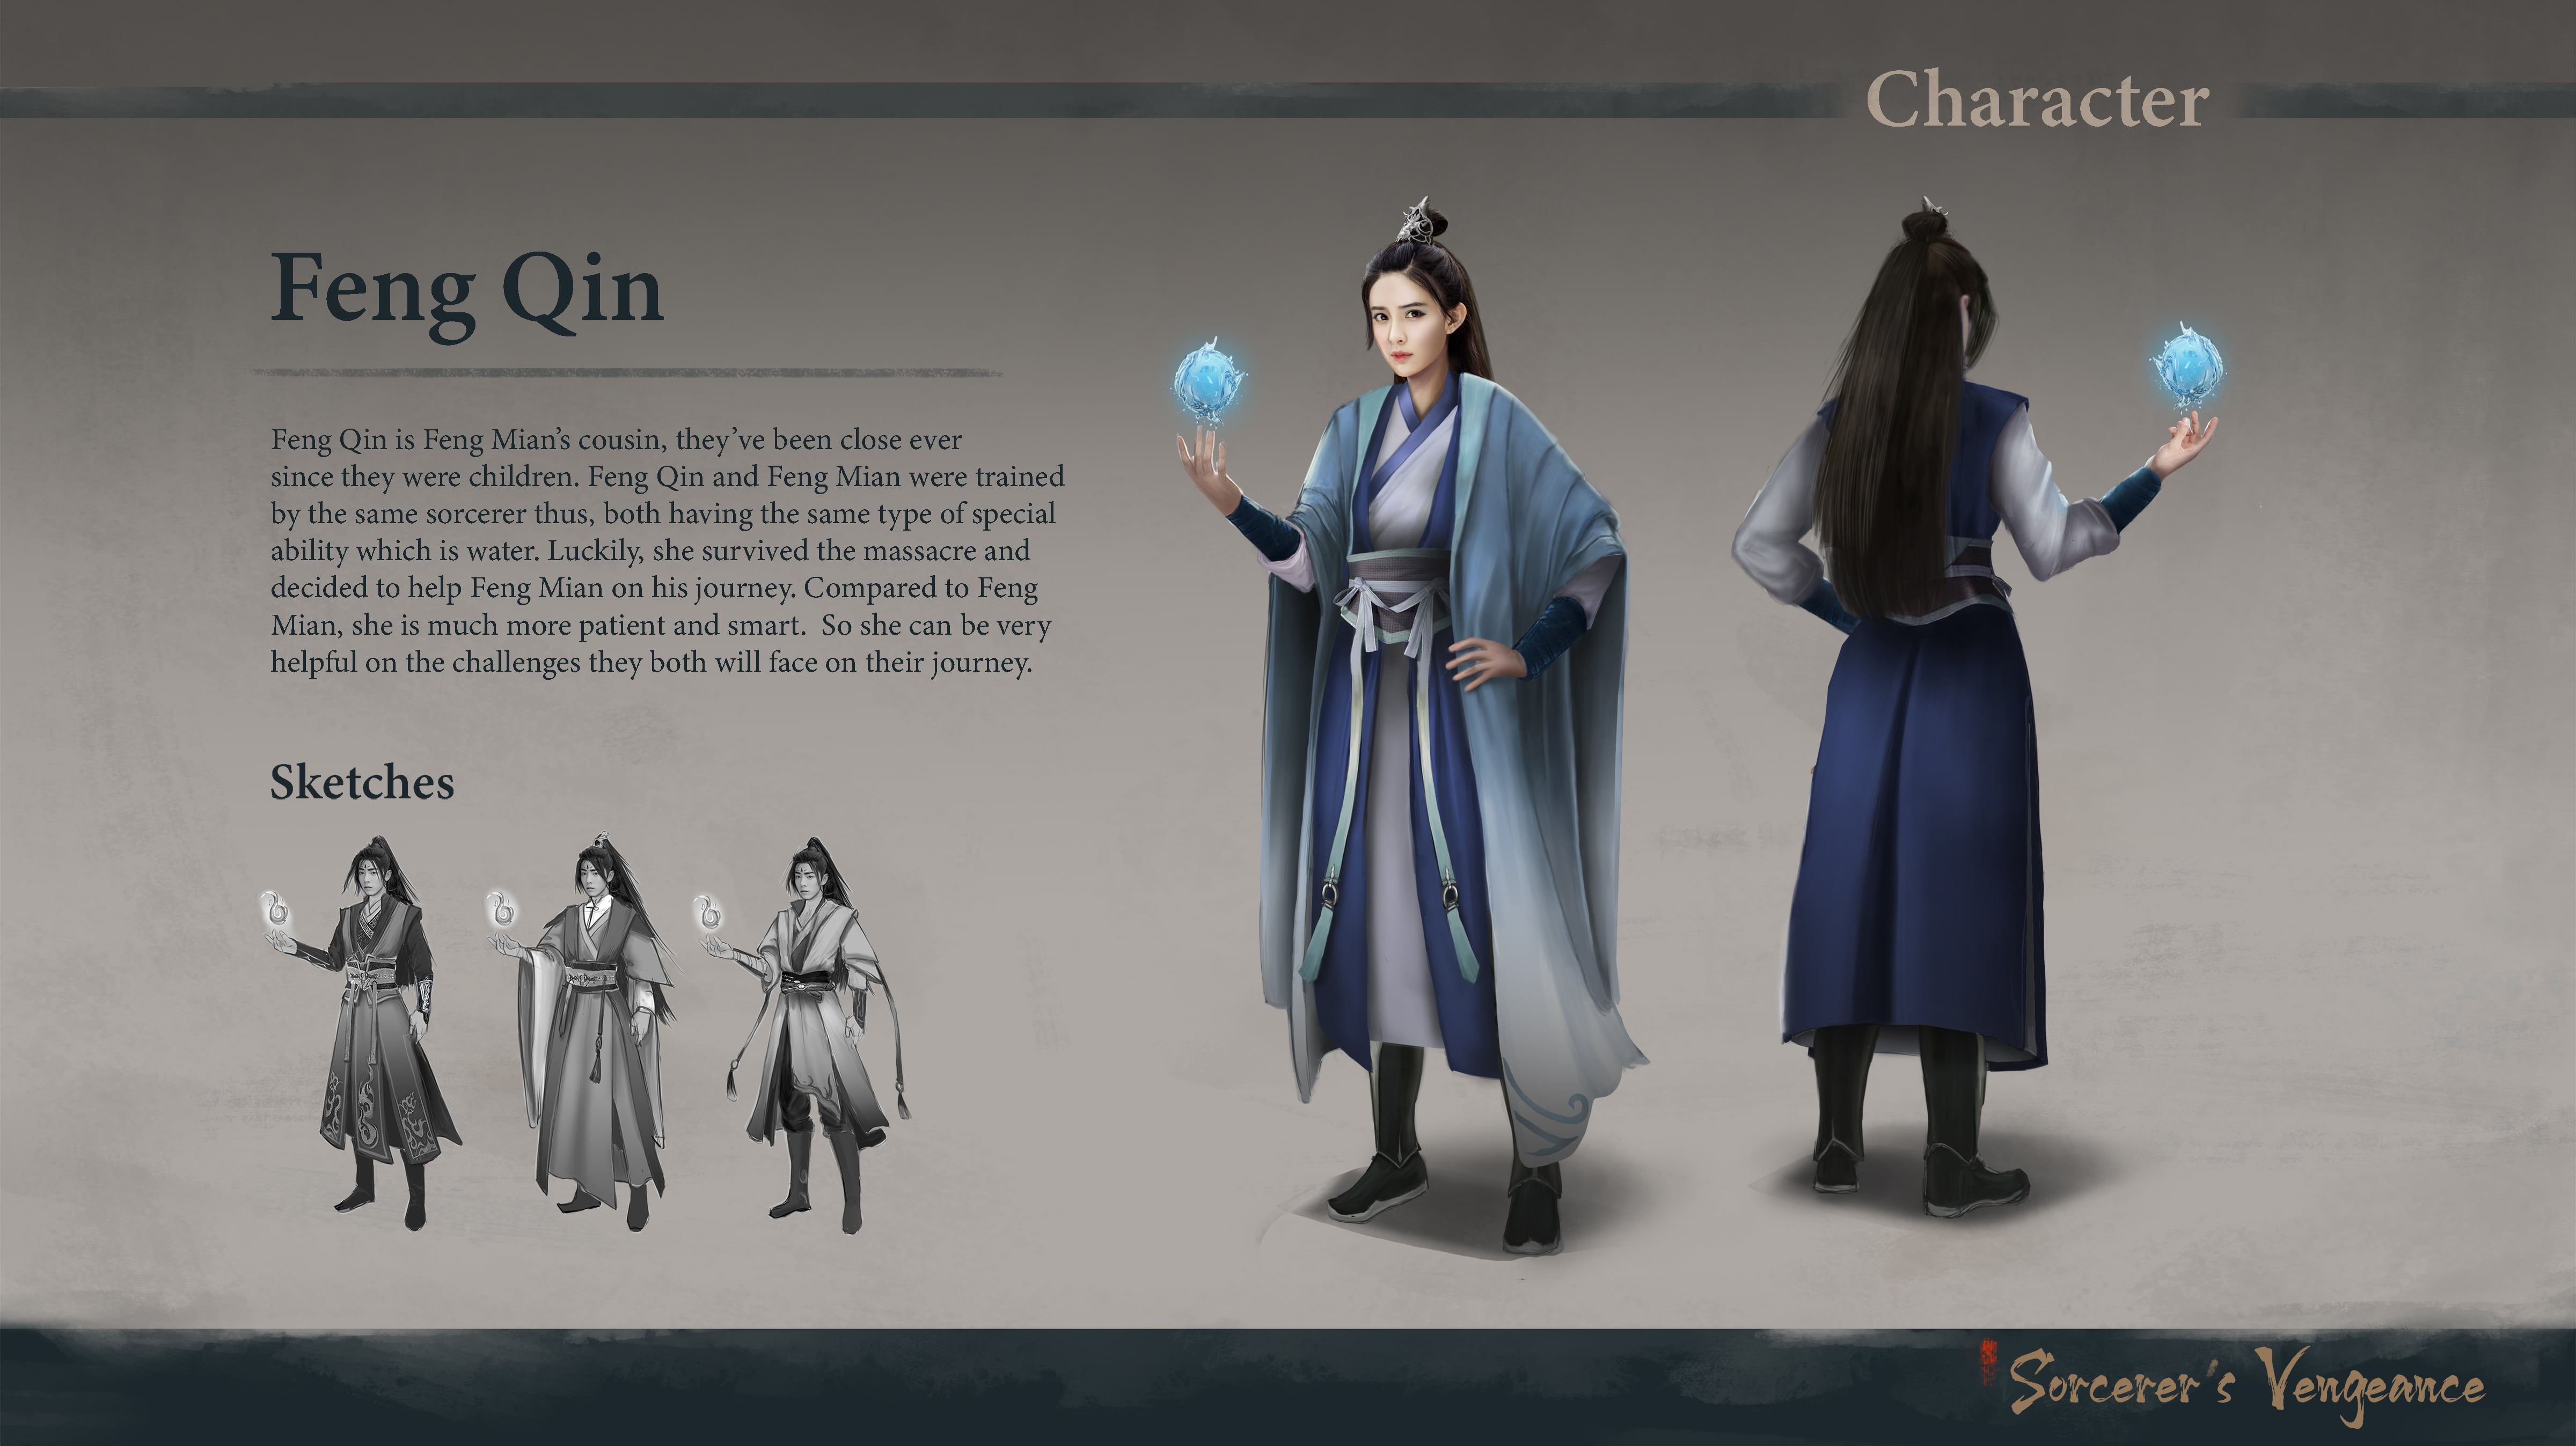 Character
Feng Qin
Feng Qin is Feng Mian’s cousin, they’ve been close ever
since they were children. Feng Qin and Feng Mian were trained
by the same sorcerer thus, both having the same type of special
ability which is water. Luckily, she survived the massacre and
decided to help Feng Mian on his journey. Compared to Feng
Mian, she is much more patient and smart.  So she can be very
helpful on the challenges they both will face on their journey.
Sketches
Sorcerer's Vengeance